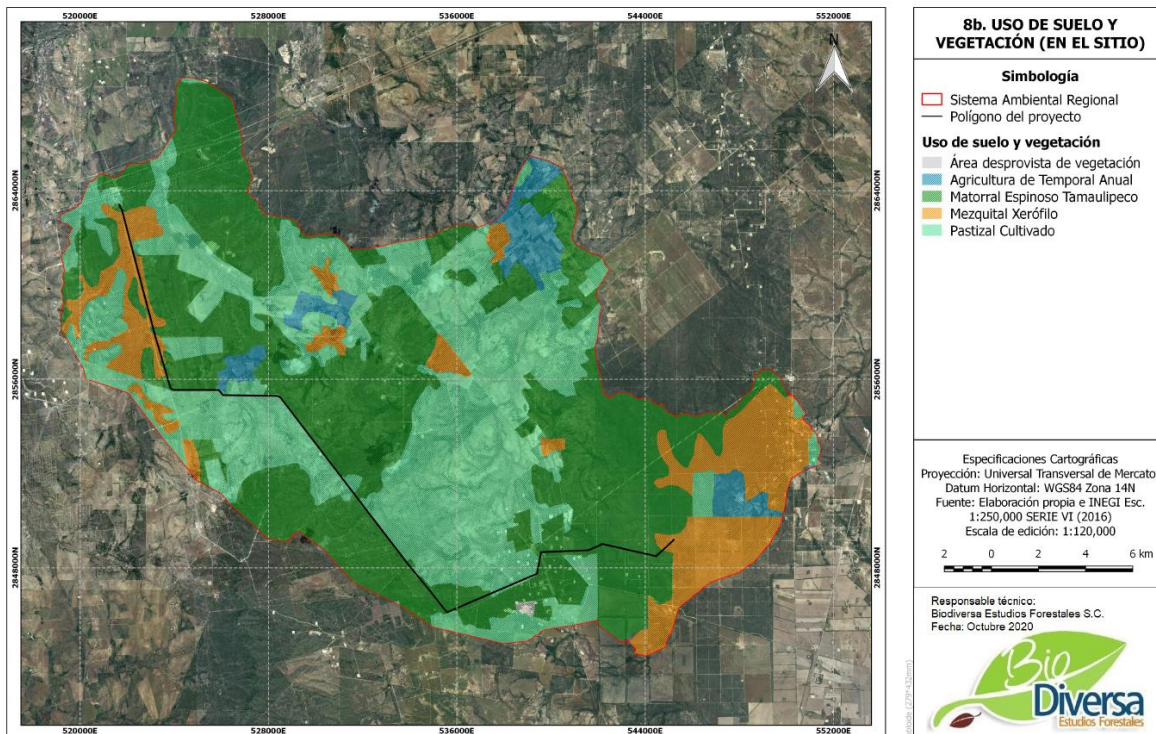 520000E 528000E 536000E 544000E 552000E
N
2864000N 2864000N
2856000N 2856000N
2848000N 2848000N
520000E 528000E 536000E 544000E 552000E
8b. USO DE SUELO Y
VEGETACIÓN (EN EL SITIO)
Simbología
Sistema Ambiental Regional
Polígono del proyecto
Uso de suelo y vegetación
Área desprovista de vegetación
Agricultura de Temporal Anual
Matorral Espinoso Tamaulipeco
Mezquital Xerófilo
Pastizal Cultivado
Especificaciones Cartográficas
Proyección: Universal Transversal de Mercato
Datum Horizontal: WGS84 Zona 14N
Fuente: Elaboración propia e INEGI Esc.
1:250,000 SERIE VI (2016)
Escala de edición: 1:120,000
2 0 2 4 6 km
Responsable técnico:
Biodiversa Estudios Forestales S.C.
Fecha: Octubre 2020
(279*432mm)
Bio
Diversa
Estudios Forestales